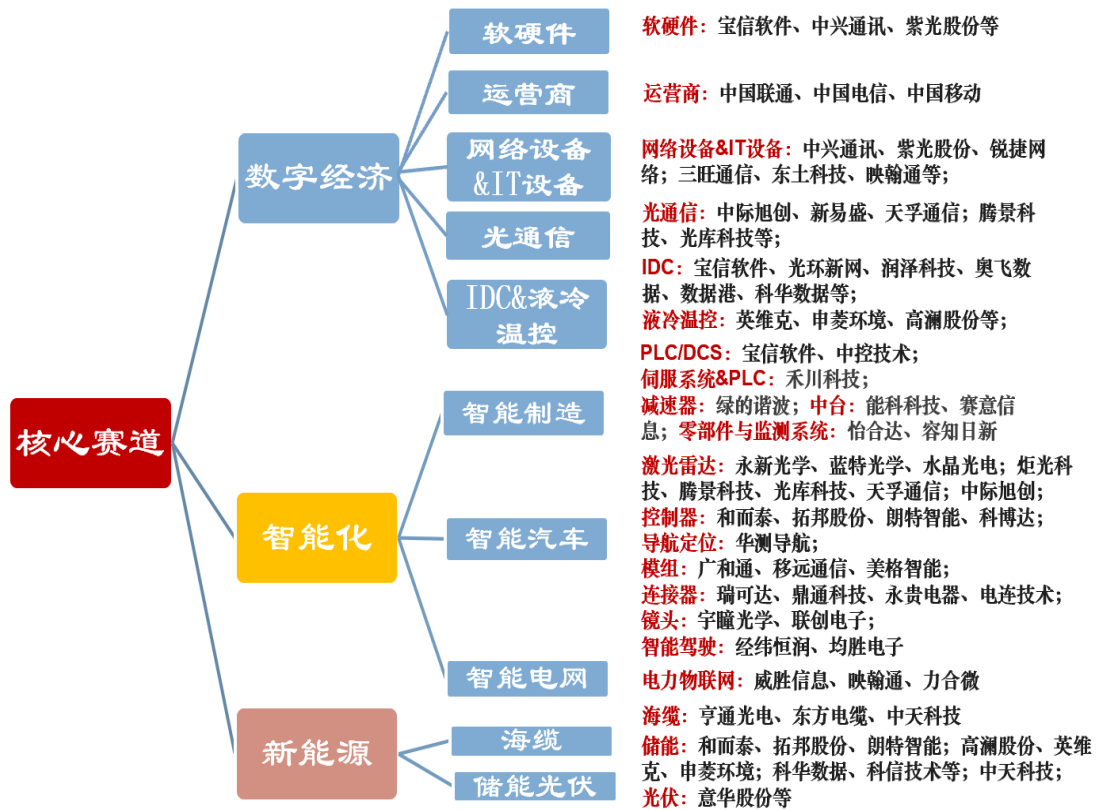 核心赛道
数字经济
软硬件
运营商
网络设备
&IT设备
光通信
IDC&液冷
温控
智能化
智能制造
智能汽车
智能电网
新能源
海缆
储能光伏
软硬件：宝信软件、中兴通讯、紫光股份等
运营商：中国联通、中国电信、中国移动
网络设备&IT设备：中兴通讯、紫光股份、锐捷网
络；三旺通信、东土科技、映翰通等；
光通信：中际旭创、新易盛、天孚通信；腾景科
技、光库科技等；
IDC：宝信软件、光环新网、润泽科技、奥飞数
据、数据港、科华数据等；
液冷温控：英维克、申菱环境、高澜股份等；
PLC/DCS：宝信软件、中控技术；
伺服系统&PLC：禾川科技；
减速器：绿的谐波；中台：能科科技、赛意信
息；零部件与监测系统：怡合达、容知日新
激光雷达：永新光学、蓝特光学、水晶光电；炬光科
技、腾景科技、光库科技、天孚通信；中际旭创；
控制器：和而泰、拓邦股份、朗特智能、科博达；
导航定位：华测导航；
模组：广和通、移远通信、美格智能；
连接器：瑞可达、鼎通科技、永贵电器、电连技术；
镜头：宇瞳光学、联创电子；
智能驾驶：经纬恒润、均胜电子
电力物联网：威胜信息、映翰通、力合微
海缆：亨通光电、东方电缆、中天科技
储能：和而泰、拓邦股份、朗特智能；高澜股份、英维
克、申菱环境；科华数据、科信技术等；中天科技；
光伏：意华股份等